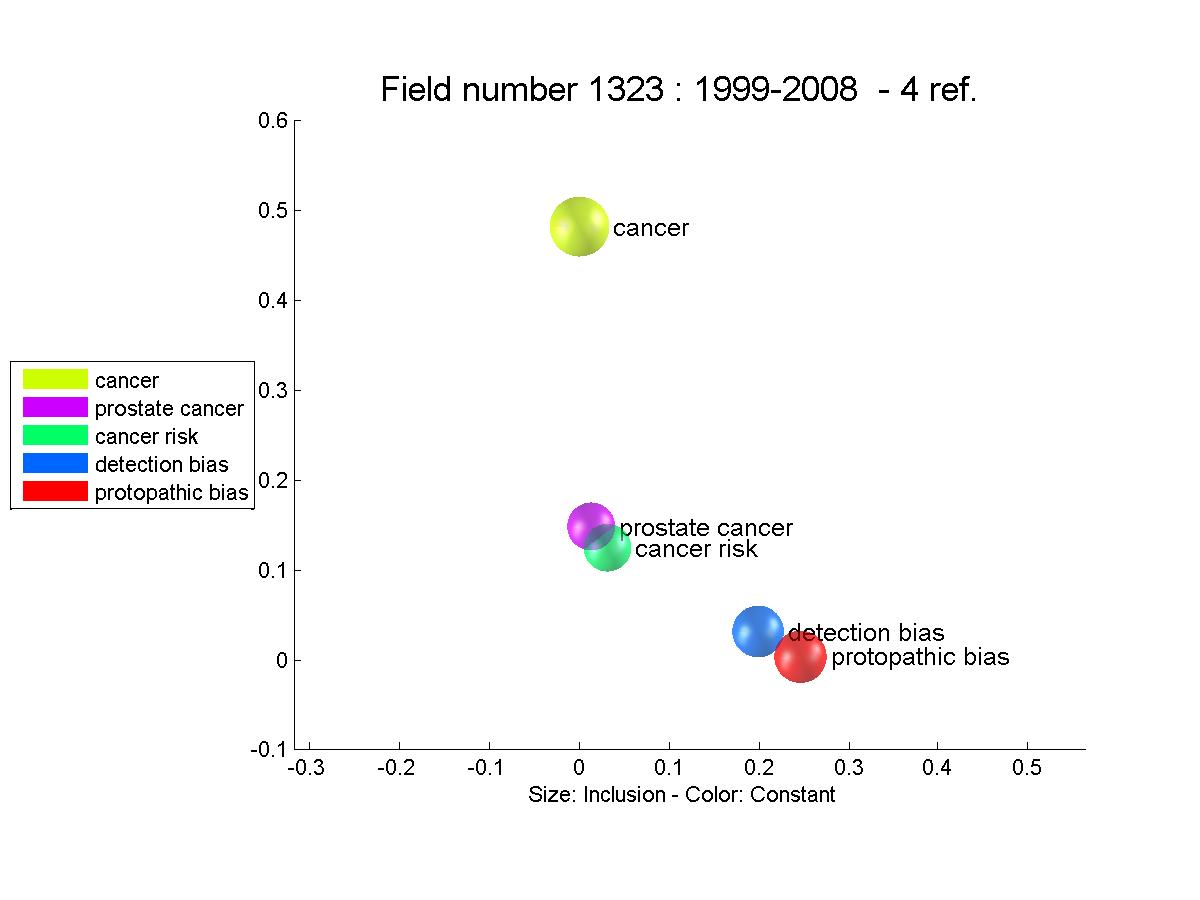 Field number 1323 : 1999-2008 - 4 ref.
0.6
0.5
cancer
0.4
0.3
cancer
prostate cancer
cancer risk
detection bias
protopathic bias
0.2
prostate cancer
cancer risk
0.1
detection bias
protopathic bias
0
-0.1
-0.3 -0.2 -0.1 0 0.1 0.2 0.3 0.4 0.5
Size: Inclusion - Color: Constant